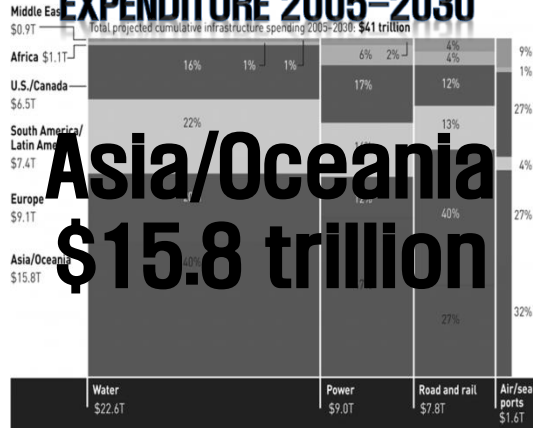 EXPENDITURE 2005–2030
Total projected cumulative infrastructure spending 2005–2030: $41 trillion
Middle Eas
$0.9T
Africa $1.1T
U.S./Canada
$6.5T
South America/
Latin Ame
$7.4T
Europe
$9.1T
Asia/Oceania
$15.8T
16% 1% 1%
22%
40%
6% 2%
17%
12%
4%
4%
12%
13%
40%
27%
9%
1%
27%
4%
27%
32%
Asia/Oceania
$15.8 trillion
Water
$22.6T
Power
$9.0T
Road and rail
$7.8T
Air/sea
ports
$1.6T